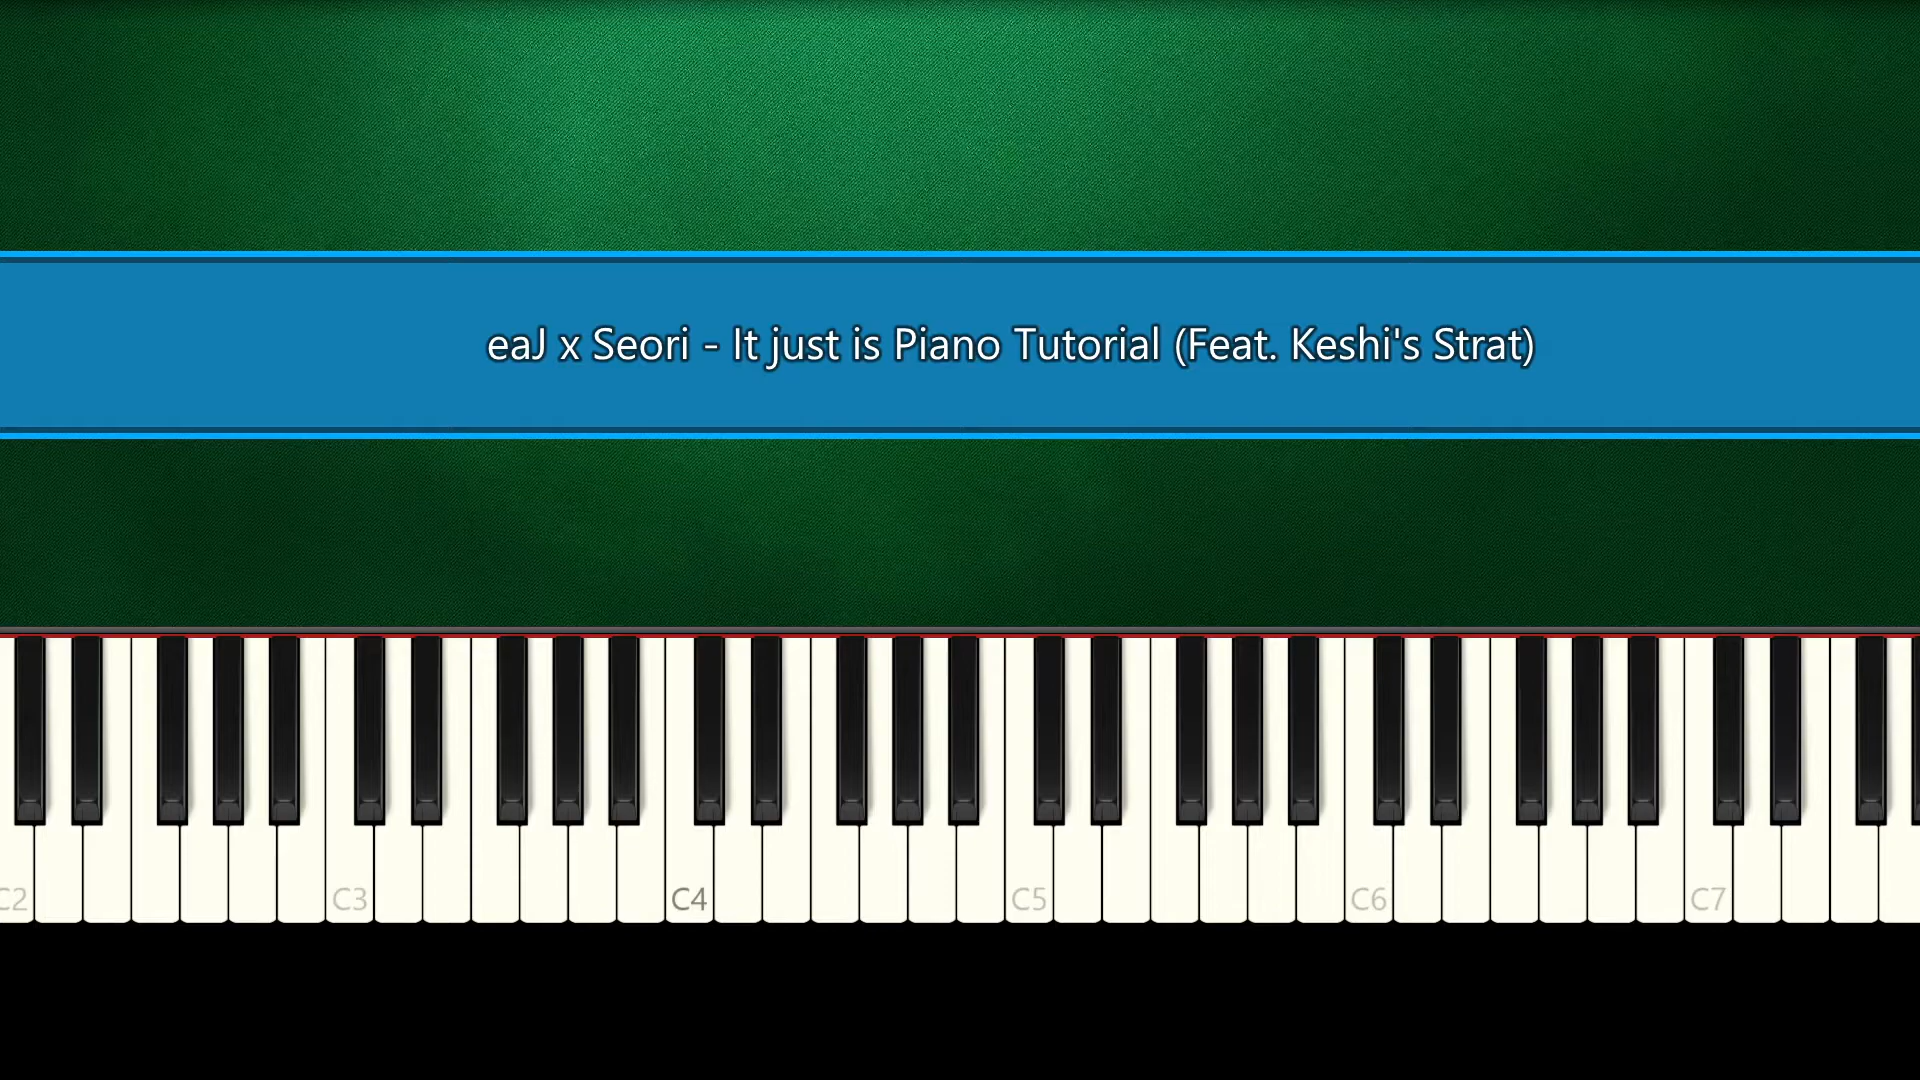 eaJ x Seori - It just is Piano Tutorial (Feat. Keshi's Strat)
C2 C3 C4 C5 C6 C7